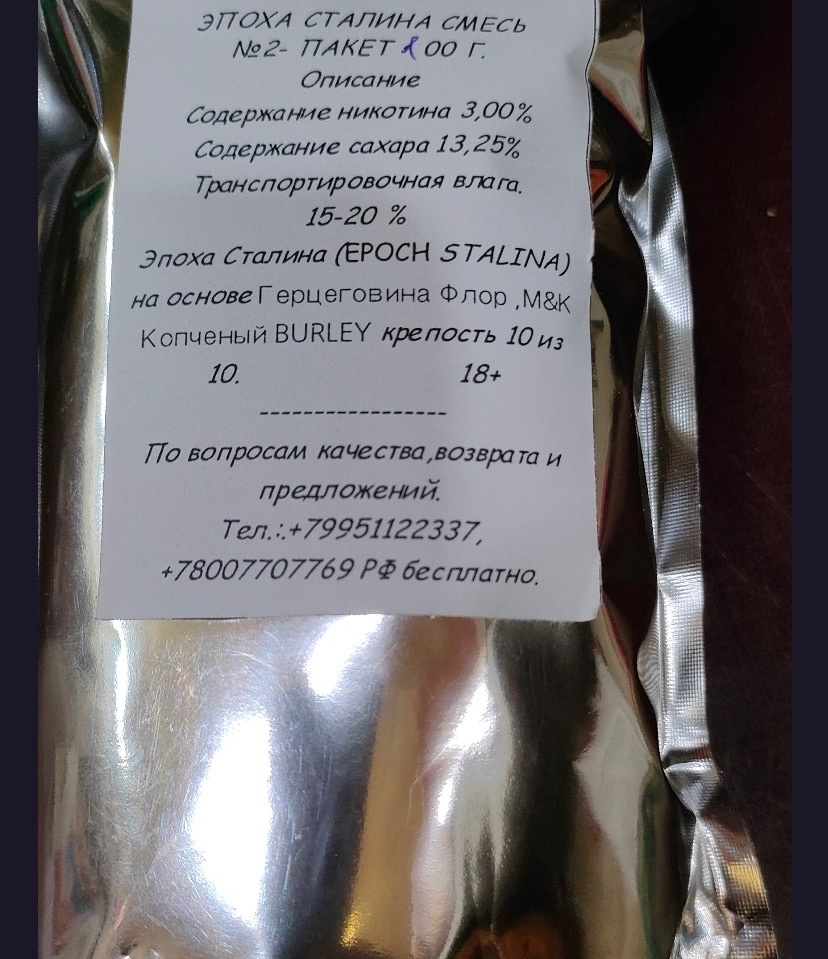 ЭПОХА СТАЛИНА СМЕСЬ
№2- ПАКЕТ 00 Г.
Описание
Содержание никотина 3,00%
Содержание сахара 13,25%
Транспортировочная влага.
15-20 %
Эпоха Сталина (EPOCH STALINA)
на основе Герцеговина Флор ,M&K
Копченый BURLEY крепость 10 из
10. 18+
-----------------
По вопросам качества,возврата и
предложений.
Тел.:.+79951122337,
+78007707769 РФ бесплатно.